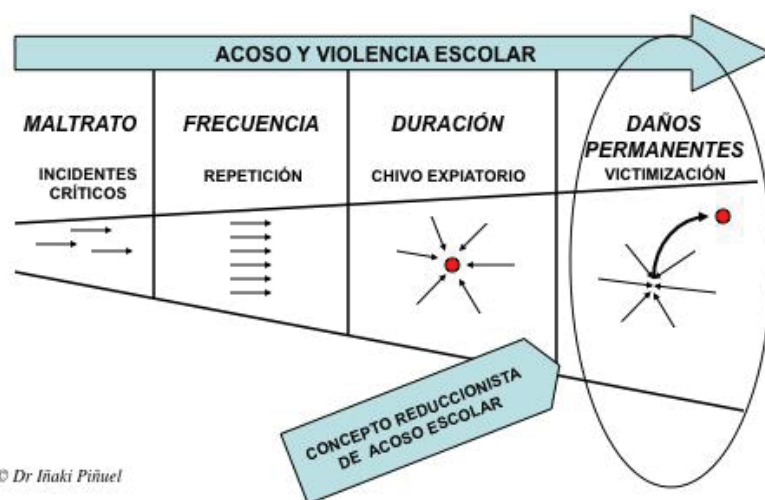 ACOSO Y VIOLENCIA ESCOLAR
MALTRATO
INCIDENTES
CRÍTICOS
FRECUENCIA
REPETICIÓN
DURACIÓN
CHIVO EXPIATORIO
DAÑOS
PERMANENTES
VICTIMIZACIÓN
CONCEPTO REDUCCIONISTA
DE ACOSO ESCOLAR
© Dr Iñaki Piñuel